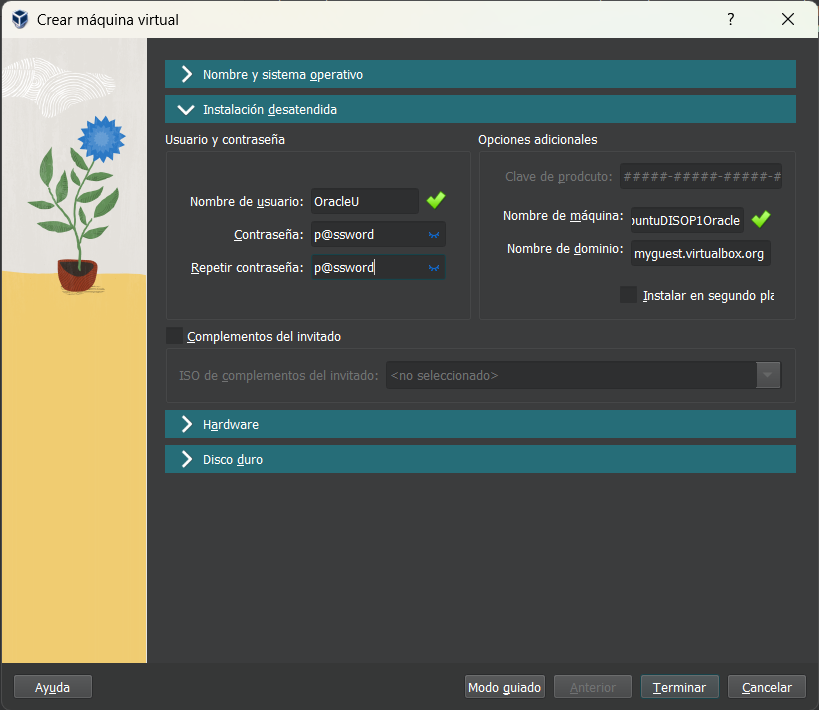 Crear máquina virtual
?
Nombre y sistema operativo
Instalación desatendida
Usuario y contraseña
Nombre de usuario: OracleU
Contraseña: p@ssword
Repetir contraseña: p@ssword
Opciones adicionales
Clave de prodcuto: #####-#####-#####-#
Nombre de máquina: buntuDISOP1Oracle
Nombre de dominio: myguest.virtualbox.org
Instalar en segundo pla
Complementos del invitado
ISO de complementos del invitado: <no seleccionado>
Hardware
Disco duro
Ayuda
Modo guiado
Anterior
Terminar
Cancelar